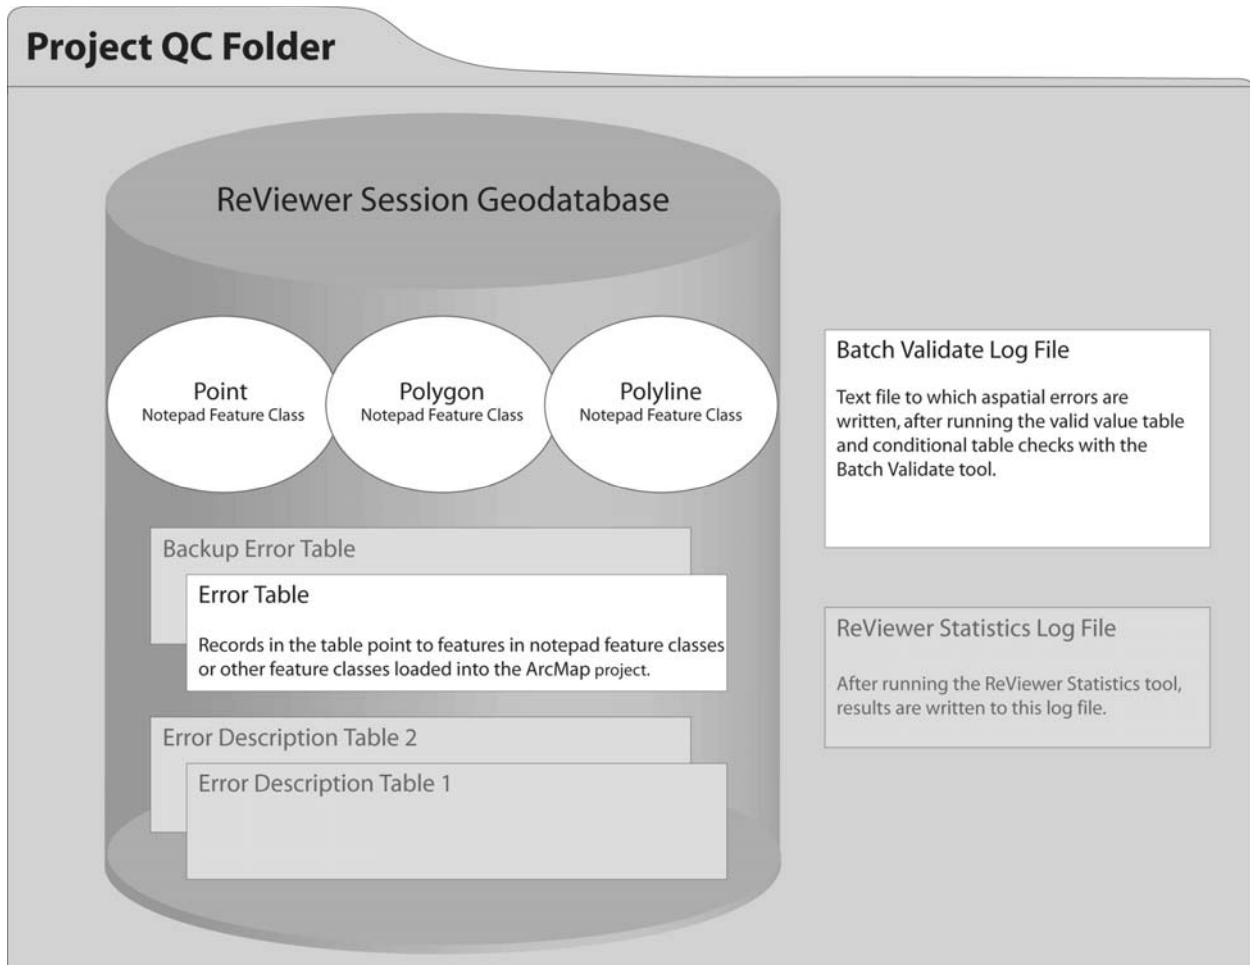 Project QC Folder
ReViewer Session Geodatabase
Point
Notepad Feature Class
Polygon
Notepad Feature Class
Polyline
Notepad Feature Class
Backup Error Table
Error Table
Records in the table point to features in notepad feature classes
or other feature classes loaded into the ArcMap project.
Error Description Table 2
Error Description Table 1
Batch Validate Log File
Text file to which aspatial errors are
written, after running the valid value table
and conditional table checks with the
Batch Validate tool.
ReViewer Statistics Log File
After running the ReViewer Statistics tool,
results are written to this log file.